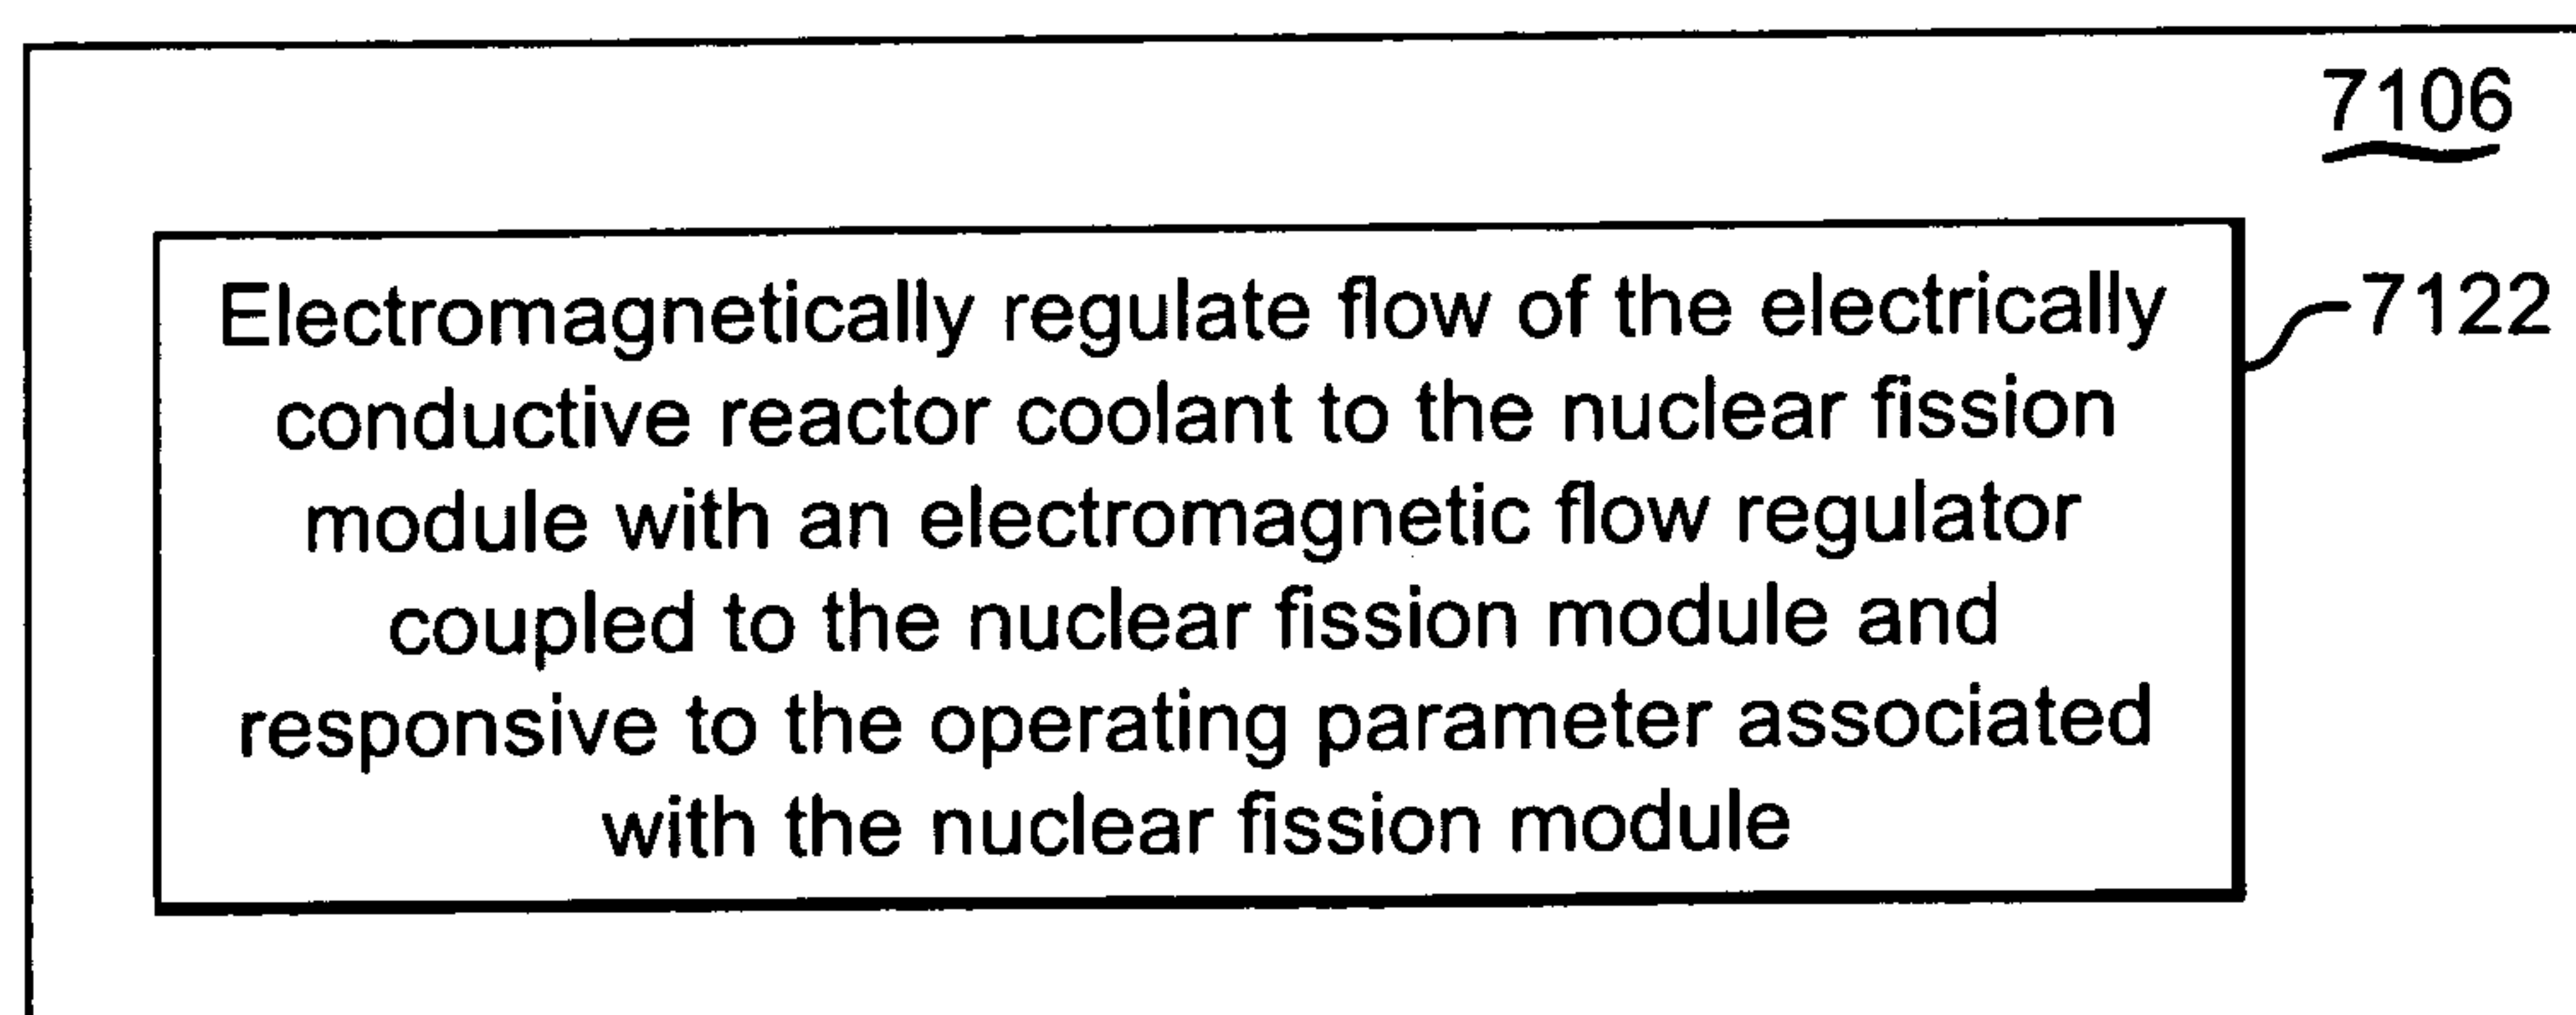 7106
Electromagnetically regulate flow of the electrically
7122
conductive reactor coolant to the nuclear fission
module with an electromagnetic flow regulator
coupled to the nuclear fission module and
responsive to the operating parameter associated
with the nuclear fission module